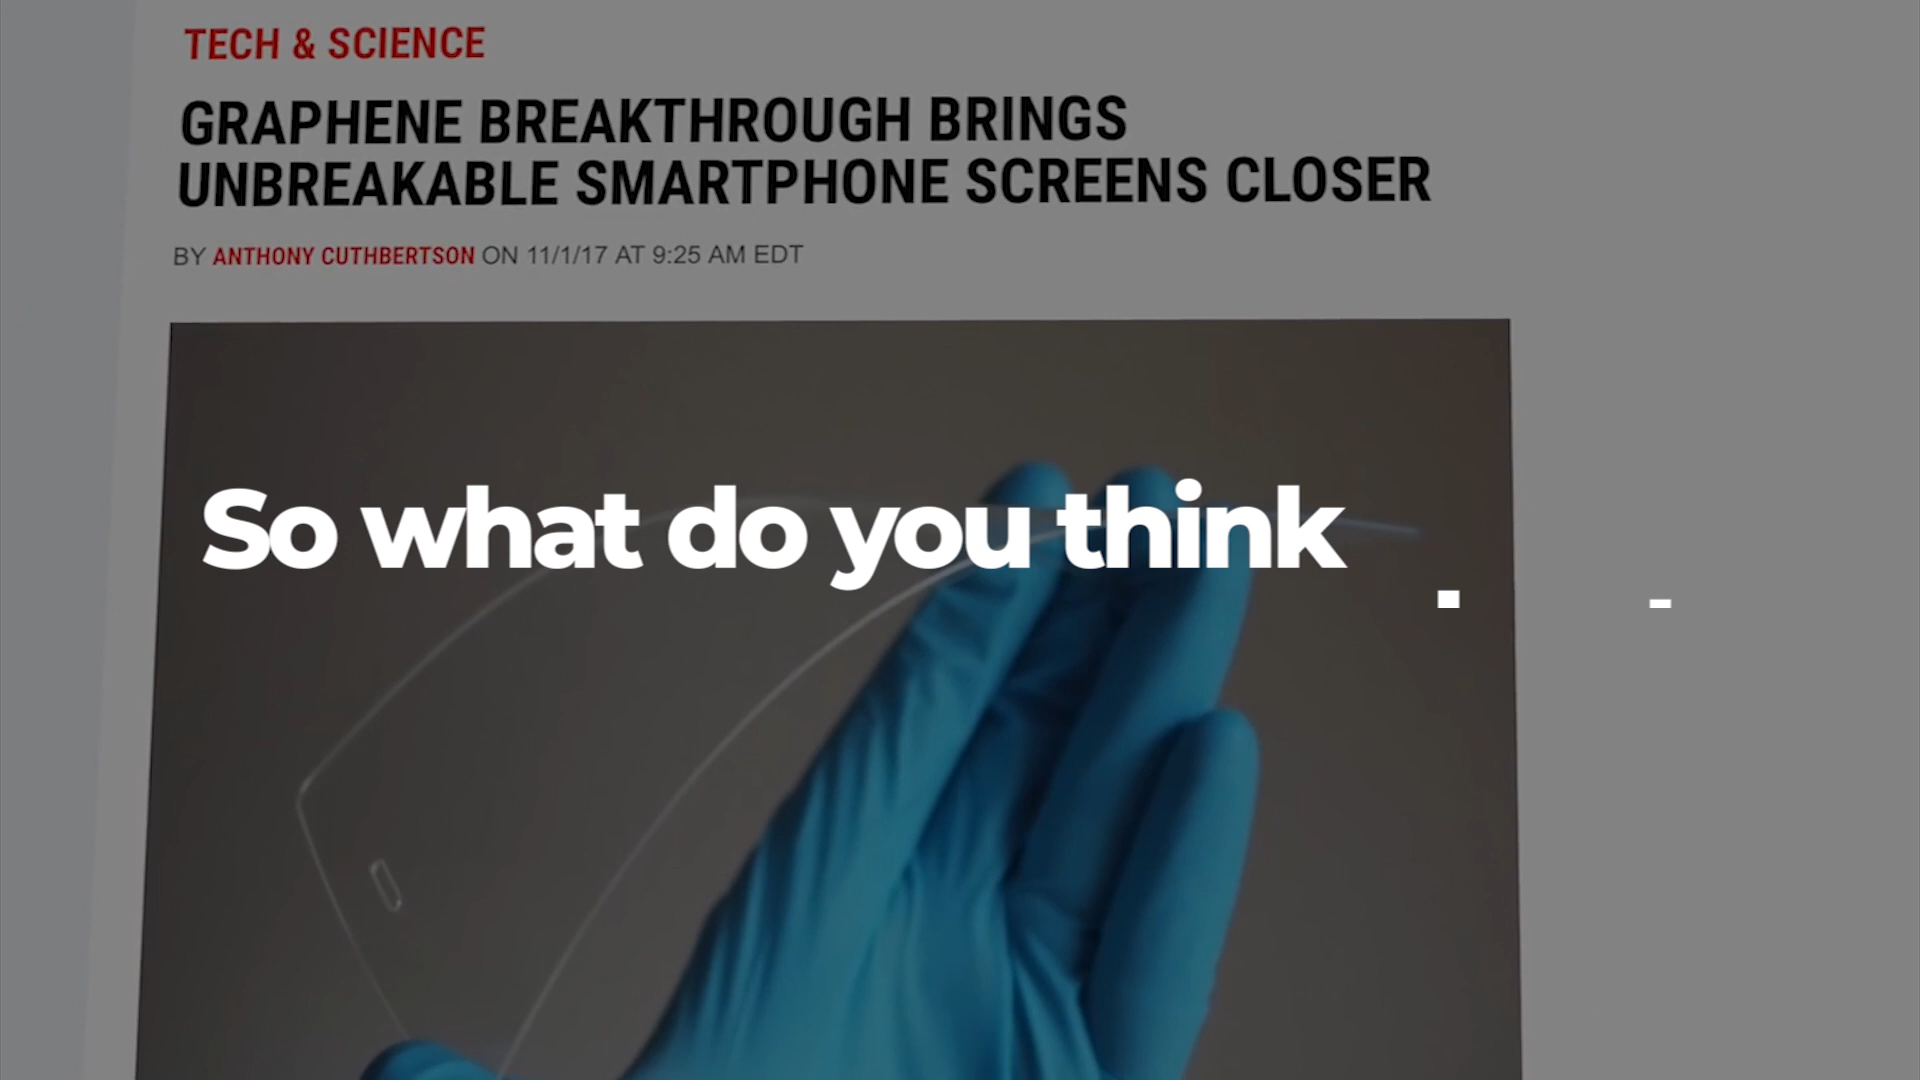 TECH & SCIENCE
GRAPHENE BREAKTHROUGH BRINGS
UNBREAKABLE SMARTPHONE SCREENS CLOSER
BY ANTHONY CUTHBERTSON ON 11/1/17 AT 9:25 AM EDT
So what do you think